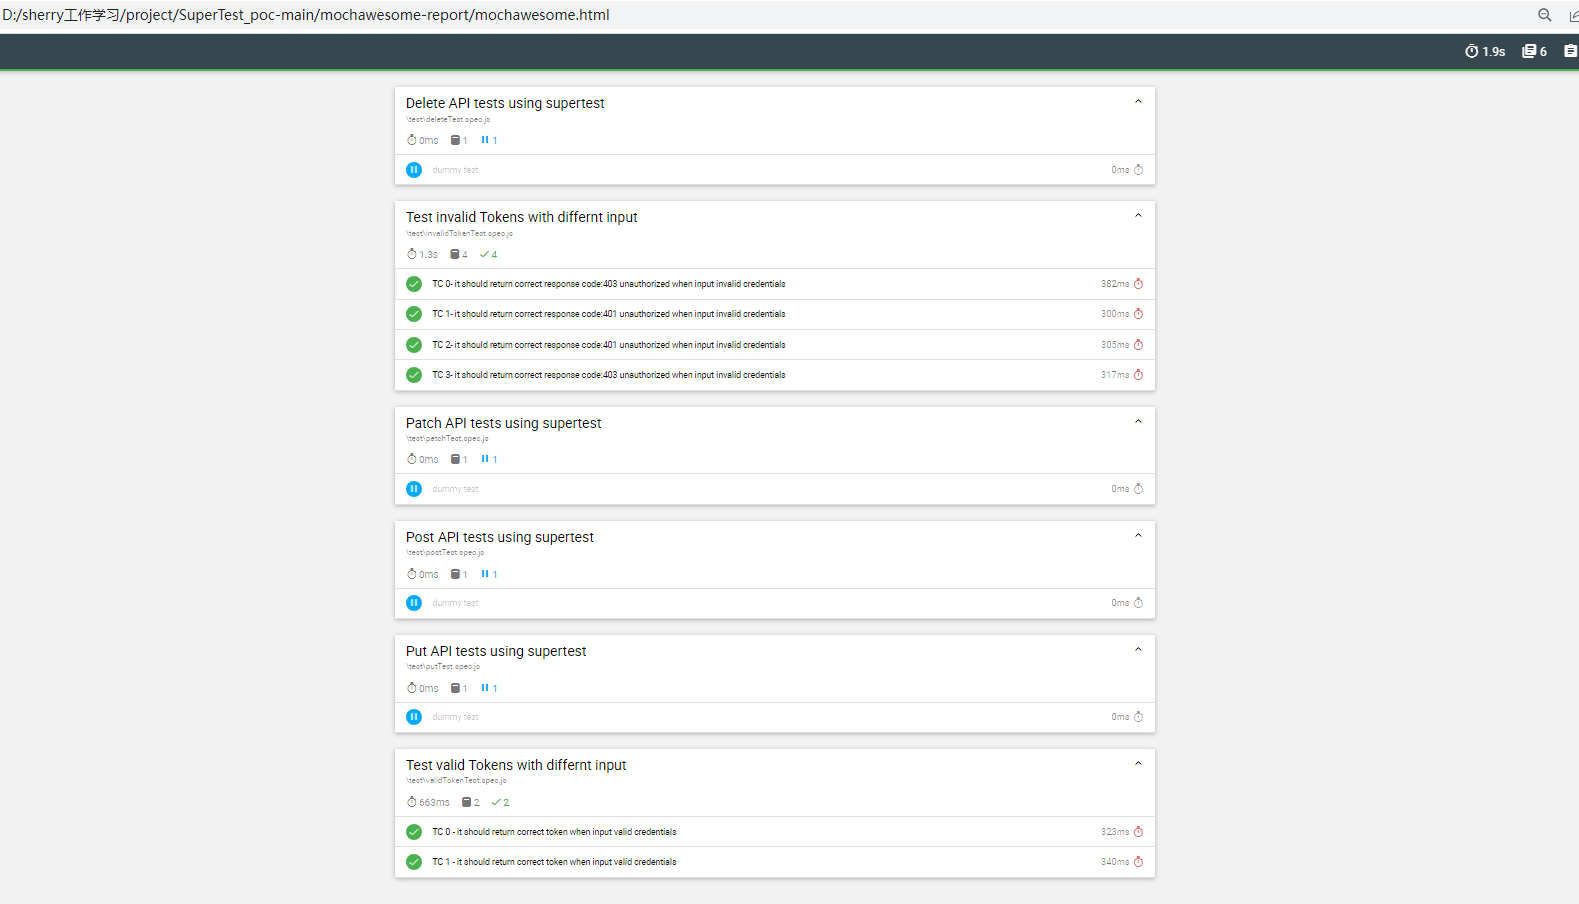 D:/sherry工作学习/project/SuperTest_poc-main/mochawesome-report/mochawesome.html
1.9s 6
Delete API tests using supertest
\test\deleteTest.spec.js
0ms 1 1
dummy test 0ms
Test invalid Tokens with differnt input
\test\invalidTokenTest.spec.js
1.3s 4 4
TC 0- it should return correct response code:403 unauthorized when input invalid credentials 382ms
TC 1- it should return correct response code:401 unauthorized when input invalid credentials 300ms
TC 2- it should return correct response code:401 unauthorized when input invalid credentials 305ms
TC 3- it should return correct response code:403 unauthorized when input invalid credentials 317ms
Patch API tests using supertest
\test\patchTest.spec.js
0ms 1 1
dummy test 0ms
Post API tests using supertest
\test\postTest.spec.js
0ms 1 1
dummy test 0ms
Put API tests using supertest
\test\putTest.spec.js
0ms 1 1
dummy test 0ms
Test valid Tokens with differnt input
\test\validTokenTest.spec.js
663ms 2 2
TC 0 - it should return correct token when input valid credentials 323ms
TC 1 - it should return correct token when input valid credentials 340ms